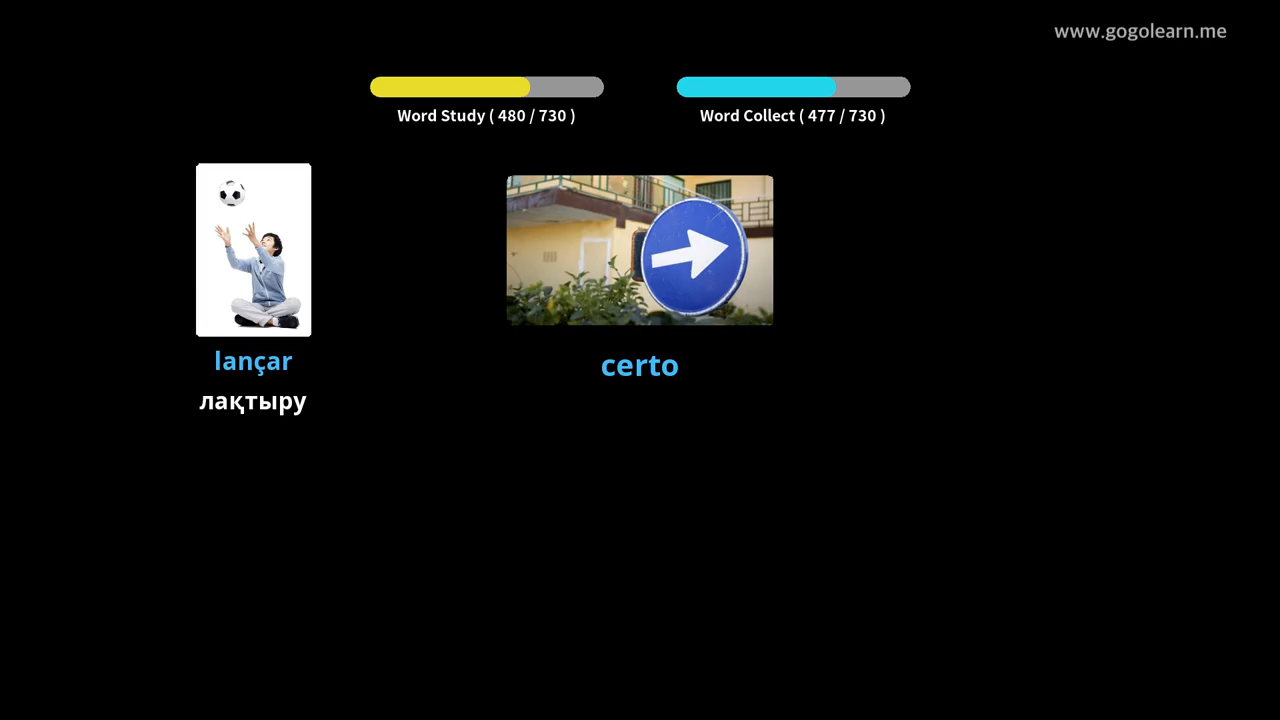 www.gogolearn.me
Word Study ( 480 / 730 )
Word Collect ( 477 / 730 )
lançar
лақтыру
certo